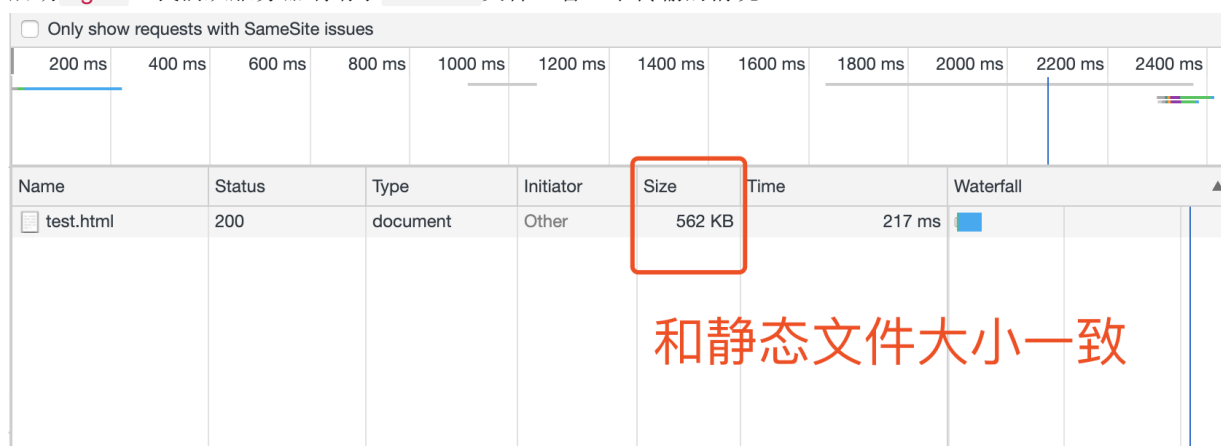 Only show requests with SameSite issues
200 ms 400 ms 600 ms 800 ms 1000 ms 1200 ms 1400 ms 1600 ms 1800 ms 2000 ms 2200 ms 2400 ms
Name Status Type Initiator Size Time Waterfall
test.html 200 document Other 562 KB 217 ms
和静态文件大小一致